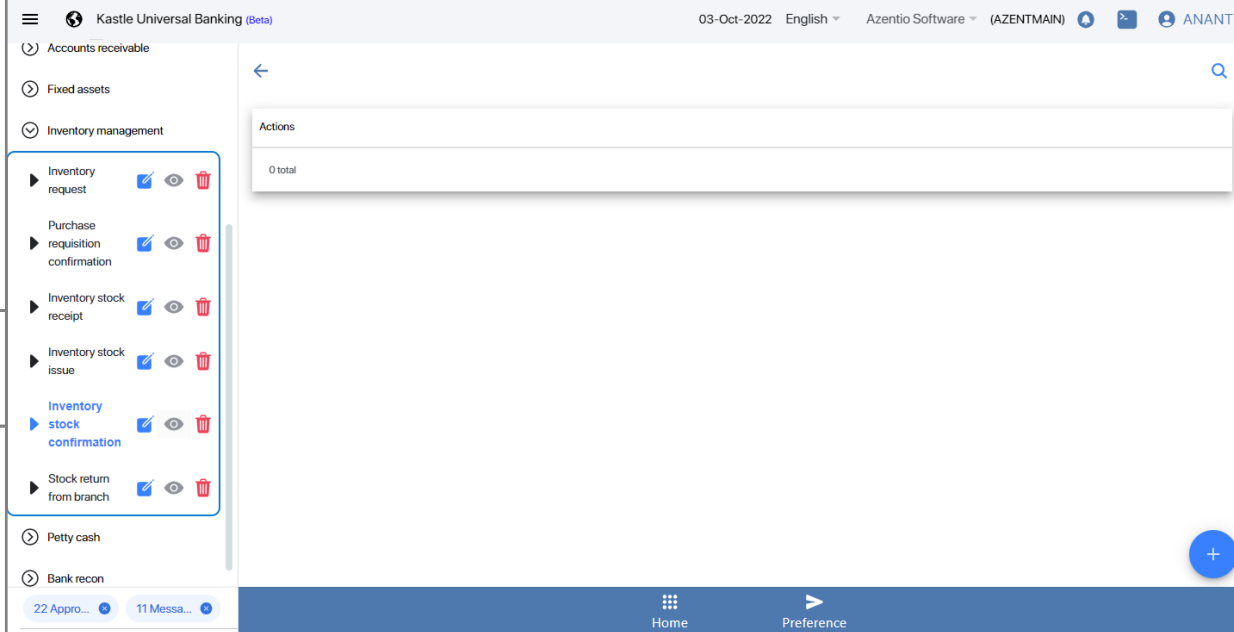 Kastle Universal Banking (Beta)
03-Oct-2022 English Azentio Software (AZENTMAIN) ANANT
Accounts receivable
Fixed assets
Inventory management
Inventory
request
Purchase
requisition
confirmation
Inventory stock
receipt
Inventory stock
issue
Inventory
stock
confirmation
Stock return
from branch
Petty cash
Bank recon
22 Appro...
11 Messa...
Actions
0 total
Home
Preference